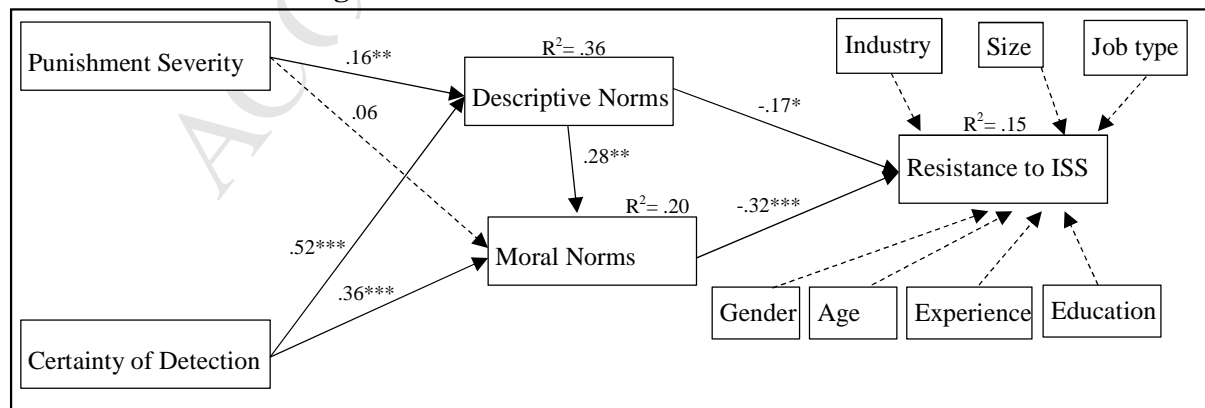 Punishment Severity
.16**
R2= .36
Descriptive Norms
.06
.28**
-.17*
Industry
Size
Job type
R2= .15
Resistance to ISS
R2= .20
-.32***
Moral Norms
.52***
.36***
Certainty of Detection
Gender
Age
Experience
Education